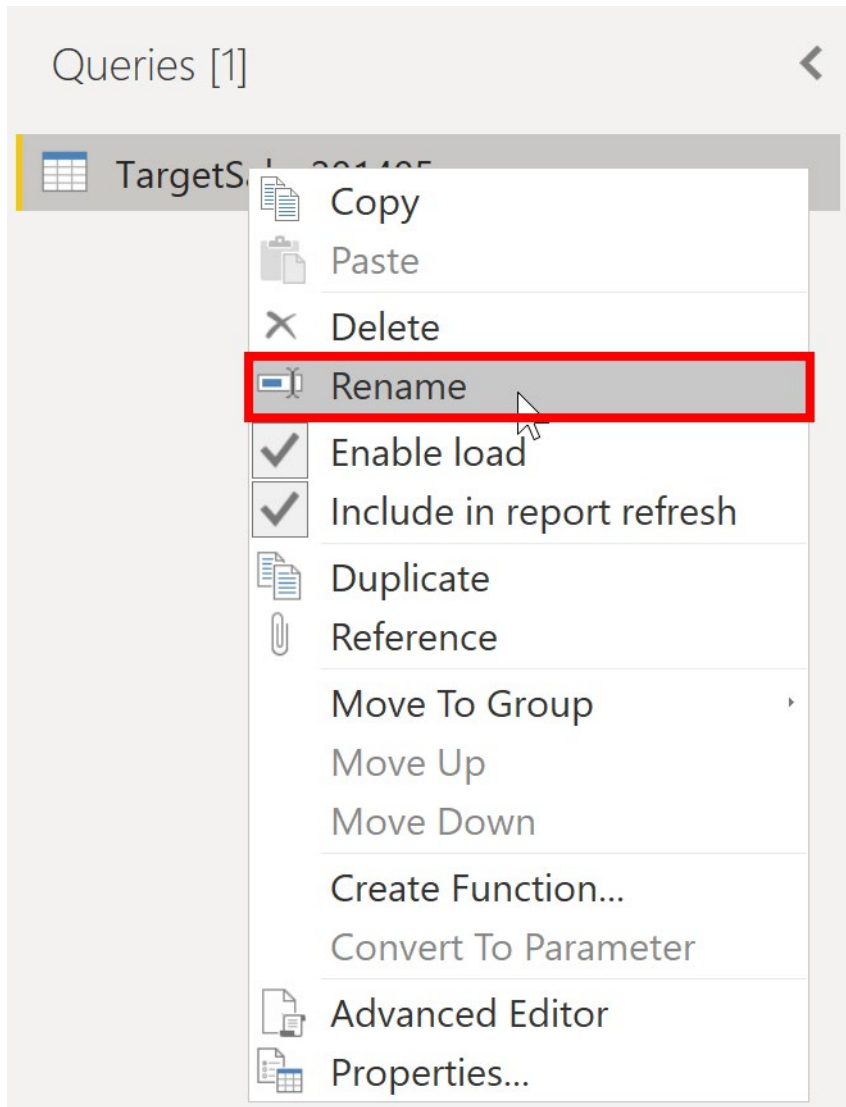 Queries [1]
Copy
Paste
Delete
Rename
Enable load
Include in report refresh
Duplicate
Reference
Move To Group
Move Up
Move Down
Create Function...
Convert To Parameter
Advanced Editor
Properties...